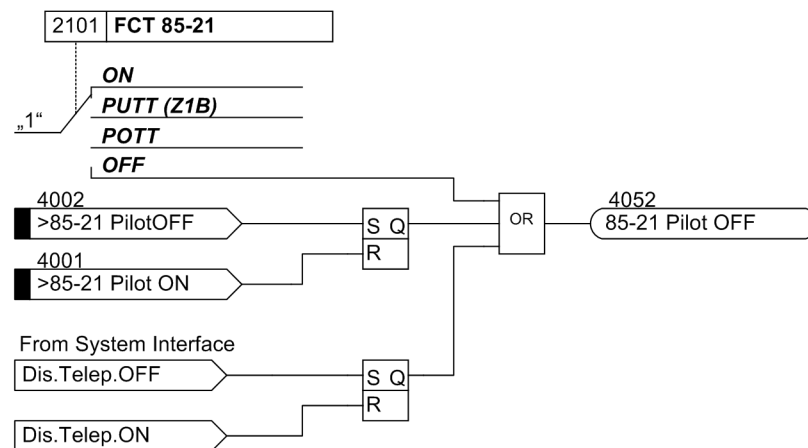 2101 FCT 85-21
ON
PUTT (Z1B)
„1“
POTT
OFF
4002
>85-21 PilotOFF
S Q
R
OR
4052
85-21 Pilot OFF
4001
>85-21 Pilot ON
From System Interface
Dis.Telep.OFF
S Q
R
Dis.Telep.ON